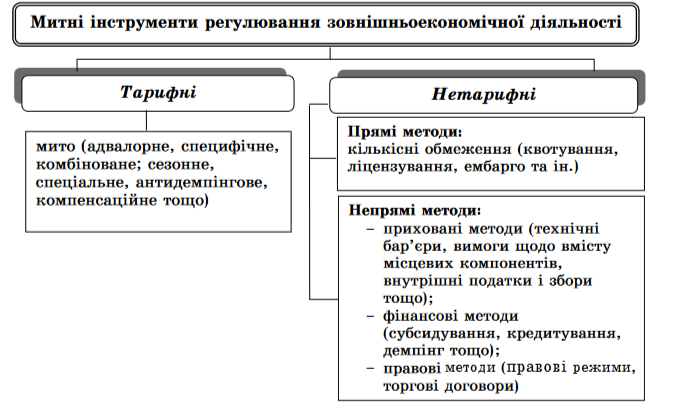 Митні інструменти регулювання зовнішньоекономічної діяльності
Тарифні
мито (адвалорне, специфічне,
комбіноване; сезонне,
спеціальне, антидемпінгове,
компенсаційне тощо)
Нетарифні
Прямі методи:
кількісні обмеження (квотування,
ліцензування, ембарго та ін.)
Непрямі методи:
– приховані методи (технічні
бар’єри, вимоги щодо вмісту
місцевих компонентів,
внутрішні податки і збори
тощо);
– фінансові методи
(субсидування, кредитування,
демпінг тощо);
– правові методи (правові режими,
торгові договори)